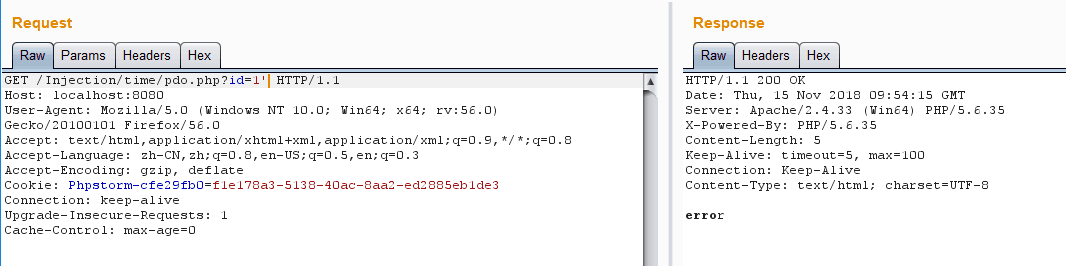 Request
Raw Params Headers Hex
GET /Injection/time/pdo.php?id=1' HTTP/1.1
Host: localhost:8080
User-Agent: Mozilla/5.0 (Windows NT 10.0; Win64; x64; rv:56.0)
Gecko/20100101 Firefox/56.0
Accept: text/html,application/xhtml+xml,application/xml;q=0.9,*/*;q=0.8
Accept-Language: zh-CN,zh;q=0.8,en-US;q=0.5,en;q=0.3
Accept-Encoding: gzip, deflate
Cookie: Phpstorm-cfe29fb0=f1e178a3-5138-40ac-8aa2-ed2885eb1de3
Connection: keep-alive
Upgrade-Insecure-Requests: 1
Cache-Control: max-age=0
Response
Raw Headers Hex
HTTP/1.1 200 OK
Date: Thu, 15 Nov 2018 09:54:15 GMT
Server: Apache/2.4.33 (Win64) PHP/5.6.35
X-Powered-By: PHP/5.6.35
Content-Length: 5
Keep-Alive: timeout=5, max=100
Connection: Keep-Alive
Content-Type: text/html; charset=UTF-8
error